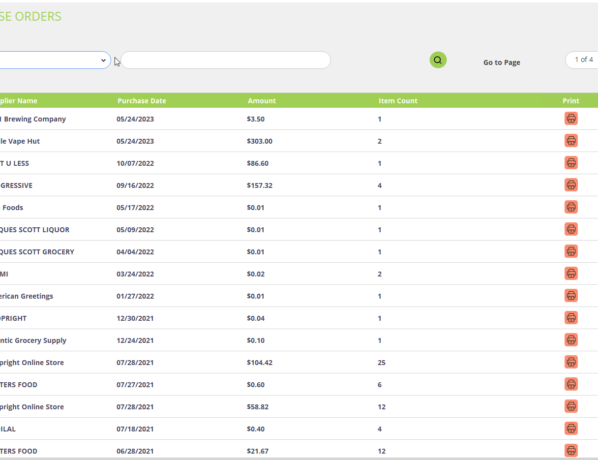 SE ORDERS
Go to Page 1 of 4
plier Name Purchase Date Amount Item Count Print
Brewing Company 05/24/2023 $3.50 1
le Vape Hut 05/24/2023 $303.00 2
T U LESS 10/07/2022 $86.60 1
GRESSIVE 09/16/2022 $157.32 4
Foods 05/17/2022 $0.01 1
QUES SCOTT LIQUOR 05/09/2022 $0.01 1
QUES SCOTT GROCERY 04/04/2022 $0.01 1
MI 03/24/2022 $0.02 2
erican Greetings 01/27/2022 $0.01 1
PRIGHT 12/30/2021 $0.04 1
ntic Grocery Supply 12/24/2021 $0.10 1
pright Online Store 07/28/2021 $104.42 25
TERS FOOD 07/27/2021 $0.60 6
pright Online Store 07/28/2021 $58.82 12
ILAL 07/18/2021 $0.40 4
TERS FOOD 06/28/2021 $21.67 12